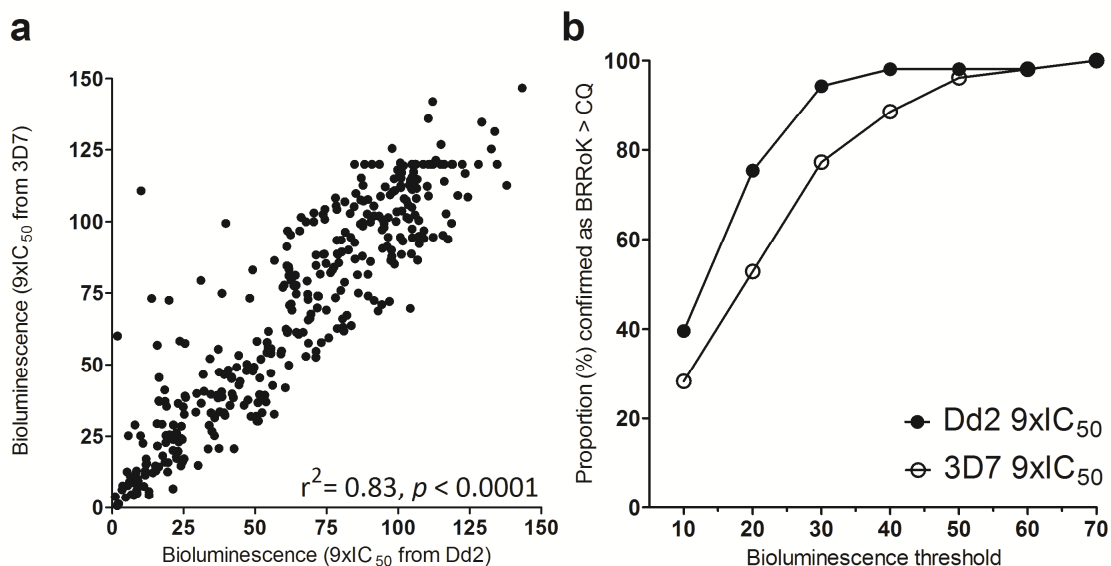 a
Bioluminescence (9xIC50 from 3D7)
150
125
100
75
50
25
0
0 25 50 75 100 125 150
r2= 0.83, p < 0.0001
Bioluminescence (9xIC50 from Dd2)
b
Proportion (%) confirmed as BRRoK > CQ
100
80
60
40
20
0
10 20 30 40 50 60 70
Dd2 9xIC50
3D7 9xIC50
Bioluminescence threshold